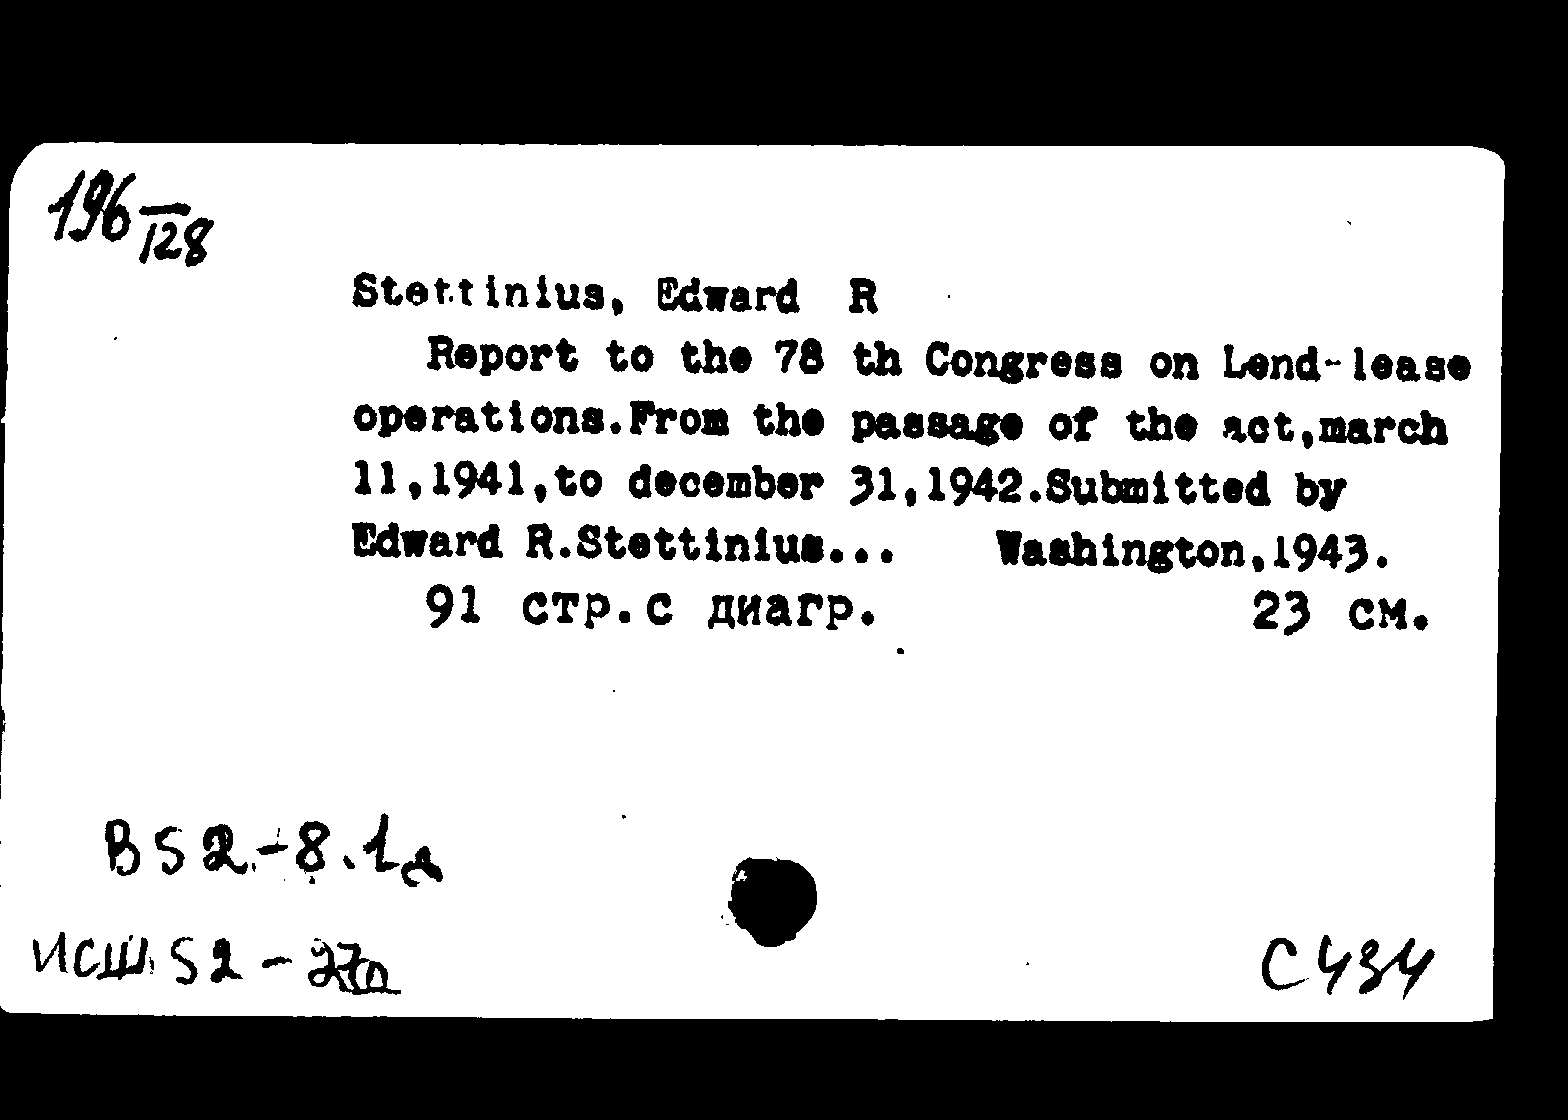 196
128
Stettinius, Edward R
Report to the 78 th Congress on Lend-lease
operations.From the passage of the act,march
11,1941,to december 31,1942.Submitted by
Edward R.Stettinius... Washington,1943.
91 стр.с диагр. 23 см.
В 52-8.1
ИСШ 52-27а
С434